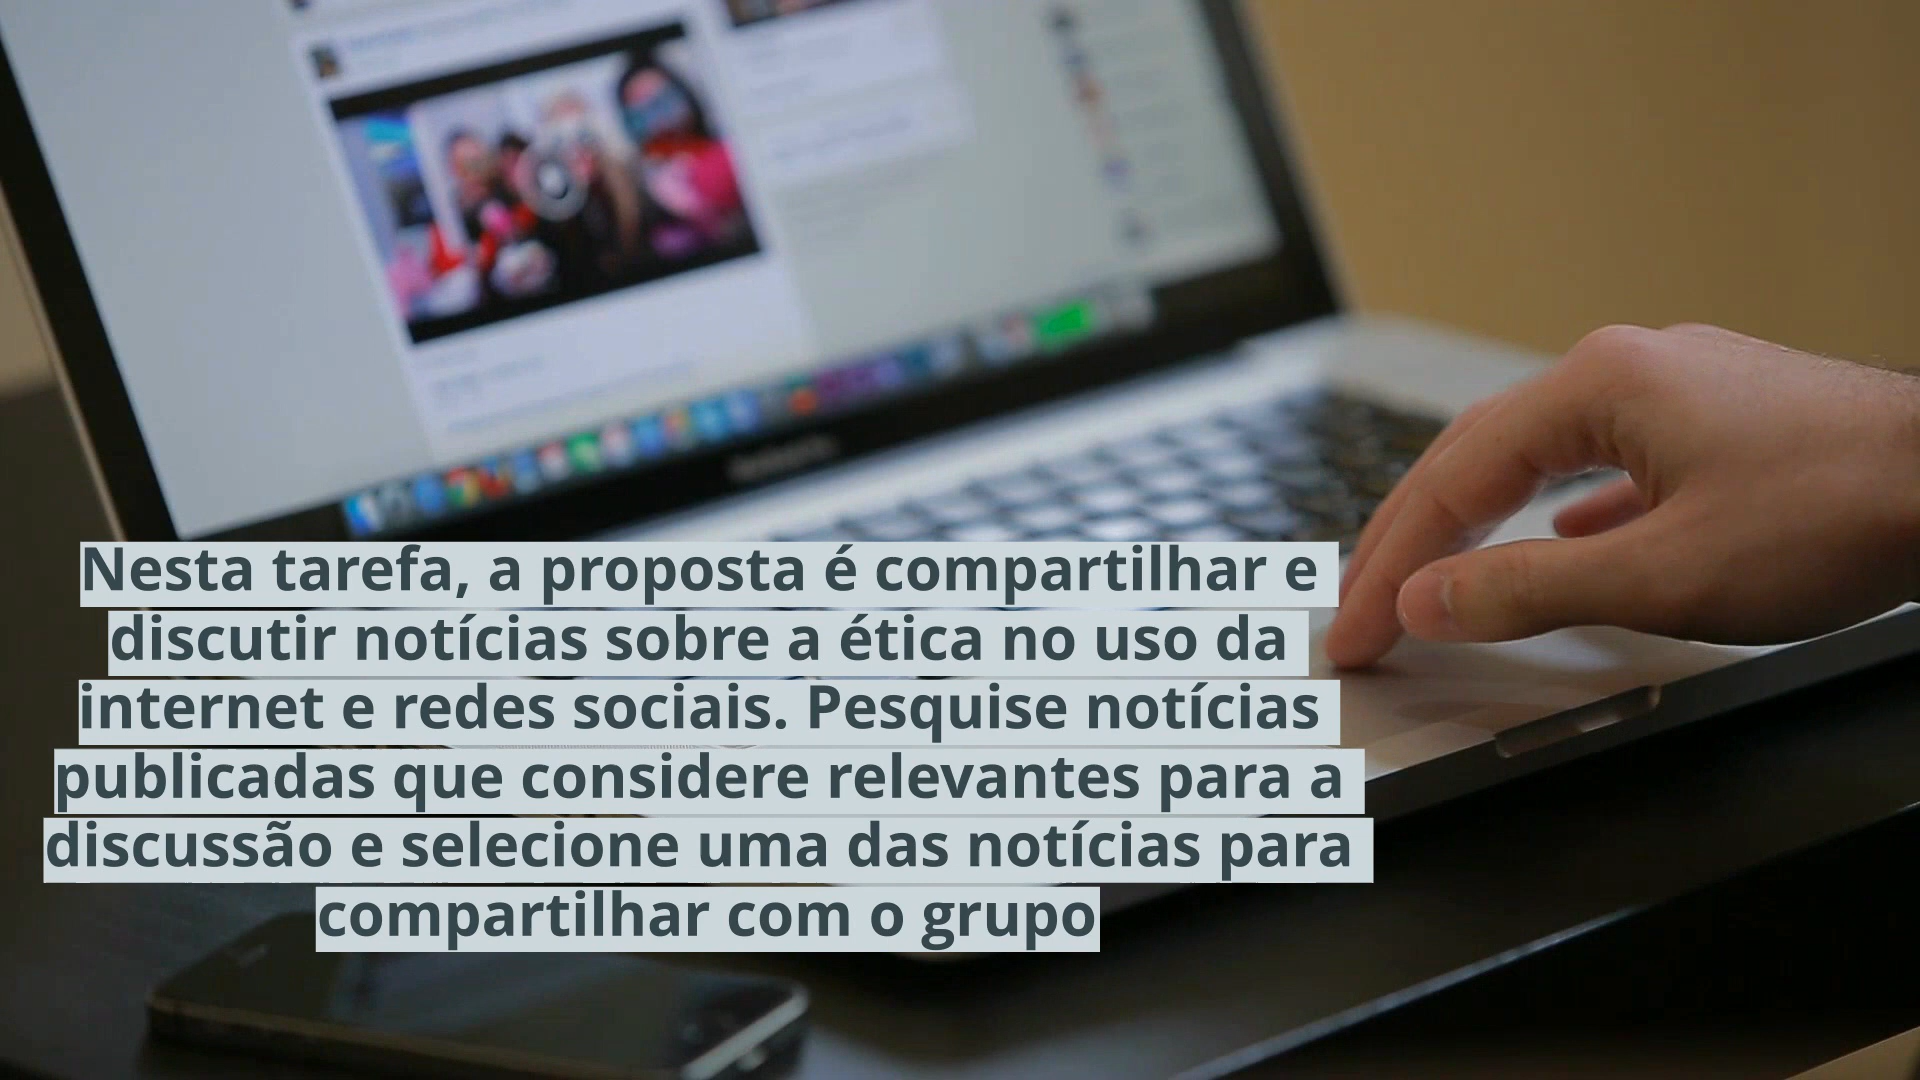 Nesta tarefa, a proposta é compartilhar e
discutir notícias sobre a ética no uso da
internet e redes sociais. Pesquise notícias
publicadas que considere relevantes para a
discussão e selecione uma das notícias para
compartilhar com o grupo